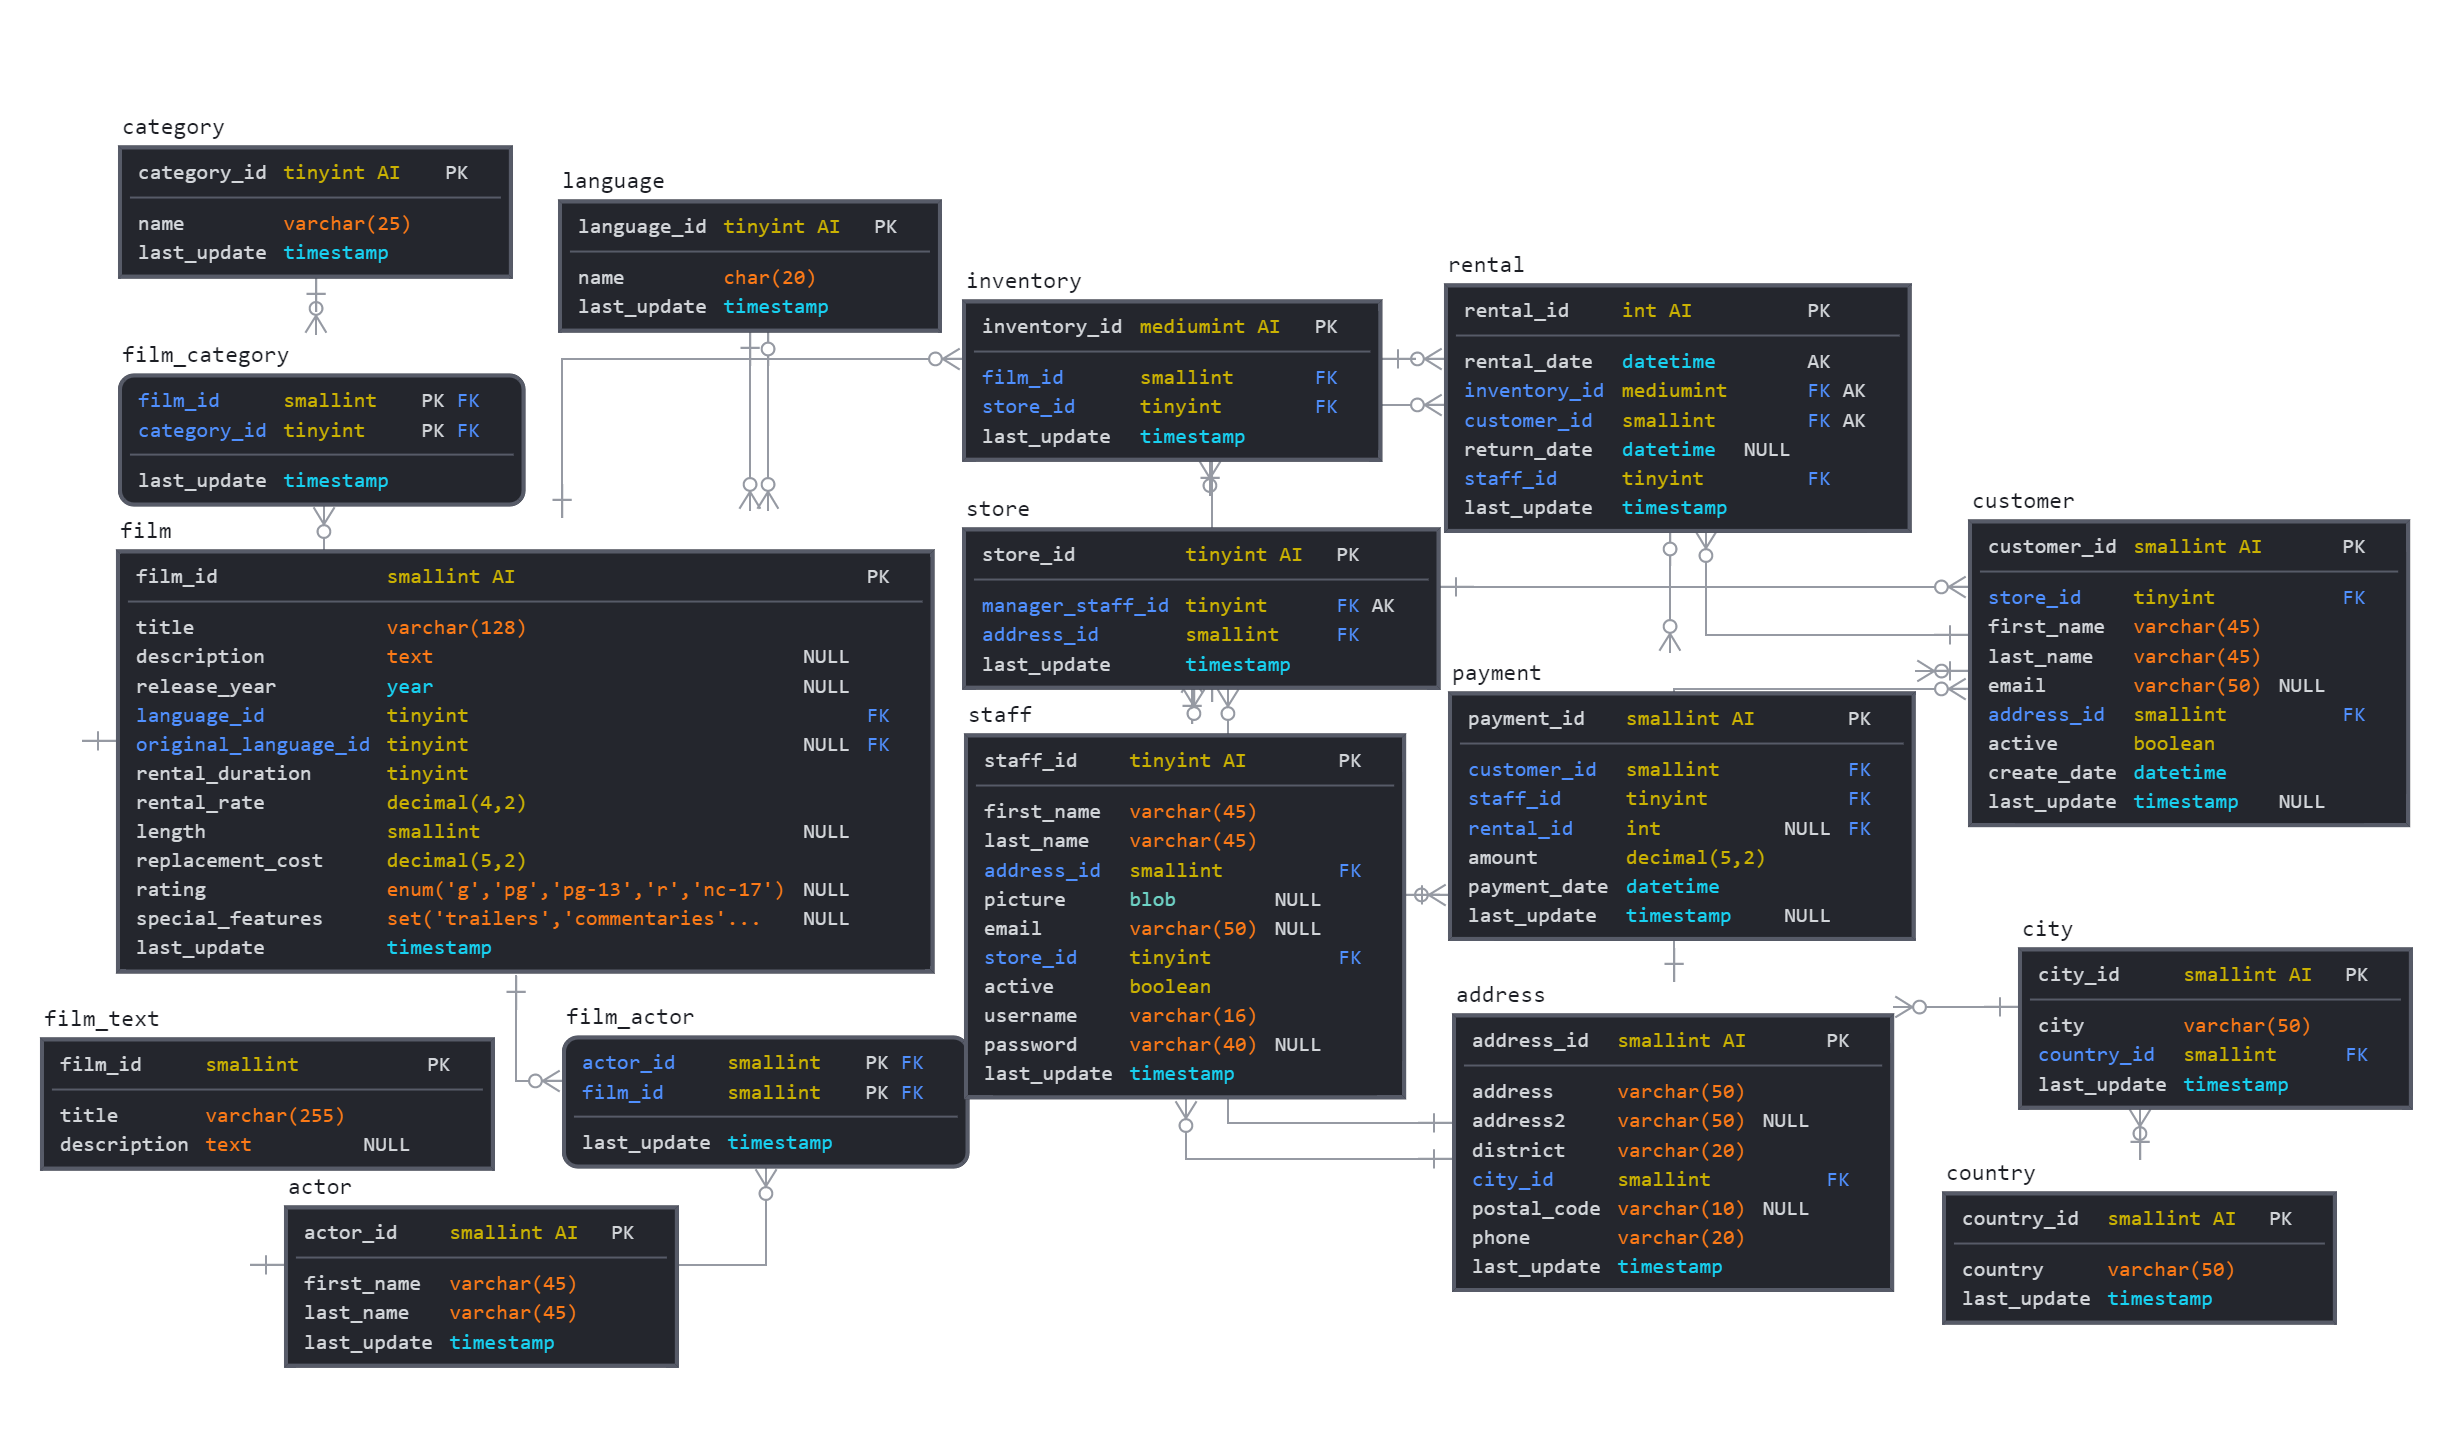 category
category_id tinyint AI PK
name varchar(25)
last_update timestamp
language
language_id tinyint AI PK
name char(20)
last_update timestamp
inventory
inventory_id mediumint AI PK
film_id smallint FK
store_id tinyint FK
last_update timestamp
rental
rental_id int AI PK
rental_date datetime AK
inventory_id mediumint FK AK
customer_id smallint FK AK
return_date datetime NULL
staff_id tinyint FK
last_update timestamp
film_category
film_id smallint PK FK
category_id tinyint PK FK
last_update timestamp
film
film_id smallint AI PK
title varchar(128)
description text NULL
release_year year NULL
language_id tinyint FK
original_language_id tinyint NULL FK
rental_duration tinyint
rental_rate decimal(4,2)
length smallint NULL
replacement_cost decimal(5,2)
rating enum('g','pg','pg-13','r','nc-17') NULL
special_features set('trailers','commentaries'... NULL
last_update timestamp
store
store_id tinyint AI PK
manager_staff_id tinyint FK AK
address_id smallint FK
last_update timestamp
customer
customer_id smallint AI PK
store_id tinyint FK
first_name varchar(45)
last_name varchar(45)
email varchar(50) NULL
address_id smallint FK
active boolean
create_date datetime
last_update timestamp NULL
staff
staff_id tinyint AI PK
first_name varchar(45)
last_name varchar(45)
address_id smallint FK
picture blob NULL
email varchar(50) NULL
store_id tinyint FK
active boolean
username varchar(16)
password varchar(40) NULL
last_update timestamp
payment
payment_id smallint AI PK
customer_id smallint FK
staff_id tinyint FK
rental_id int NULL FK
amount decimal(5,2)
payment_date datetime
last_update timestamp NULL
film_text
film_id smallint PK
title varchar(255)
description text NULL
film_actor
actor_id smallint PK FK
film_id smallint PK FK
last_update timestamp
address
address_id smallint AI PK
address varchar(50)
address2 varchar(50) NULL
district varchar(20)
city_id smallint FK
postal_code varchar(10) NULL
phone varchar(20)
last_update timestamp
city
city_id smallint AI PK
city varchar(50)
country_id smallint FK
last_update timestamp
actor
actor_id smallint AI PK
first_name varchar(45)
last_name varchar(45)
last_update timestamp
country
country_id smallint AI PK
country varchar(50)
last_update timestamp